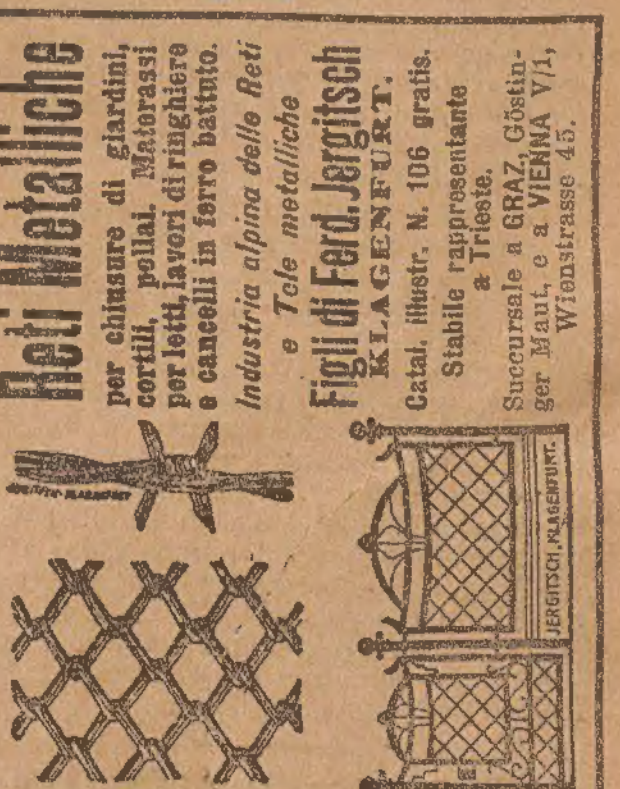 Reti Metalliche
per chiusure di giardini,
cortili, pollai. Materassi
per letti, lavori di ringhiere
e cancelli in ferro battuto.
Industria alpina delle Reti
e Tele metalliche
Figli di Ferd. Jergitsch
KLAGENFURT.
Catal. illustr. N. 106 gratis.
Stabile rappresentante
a Trieste.
Succursale a GRAZ, Göstin-
ger Maut, e a VIENNA V/1,
Wienstrasse 45.
KLAGENFURT
JERGITSCH, KLAGENFURT.